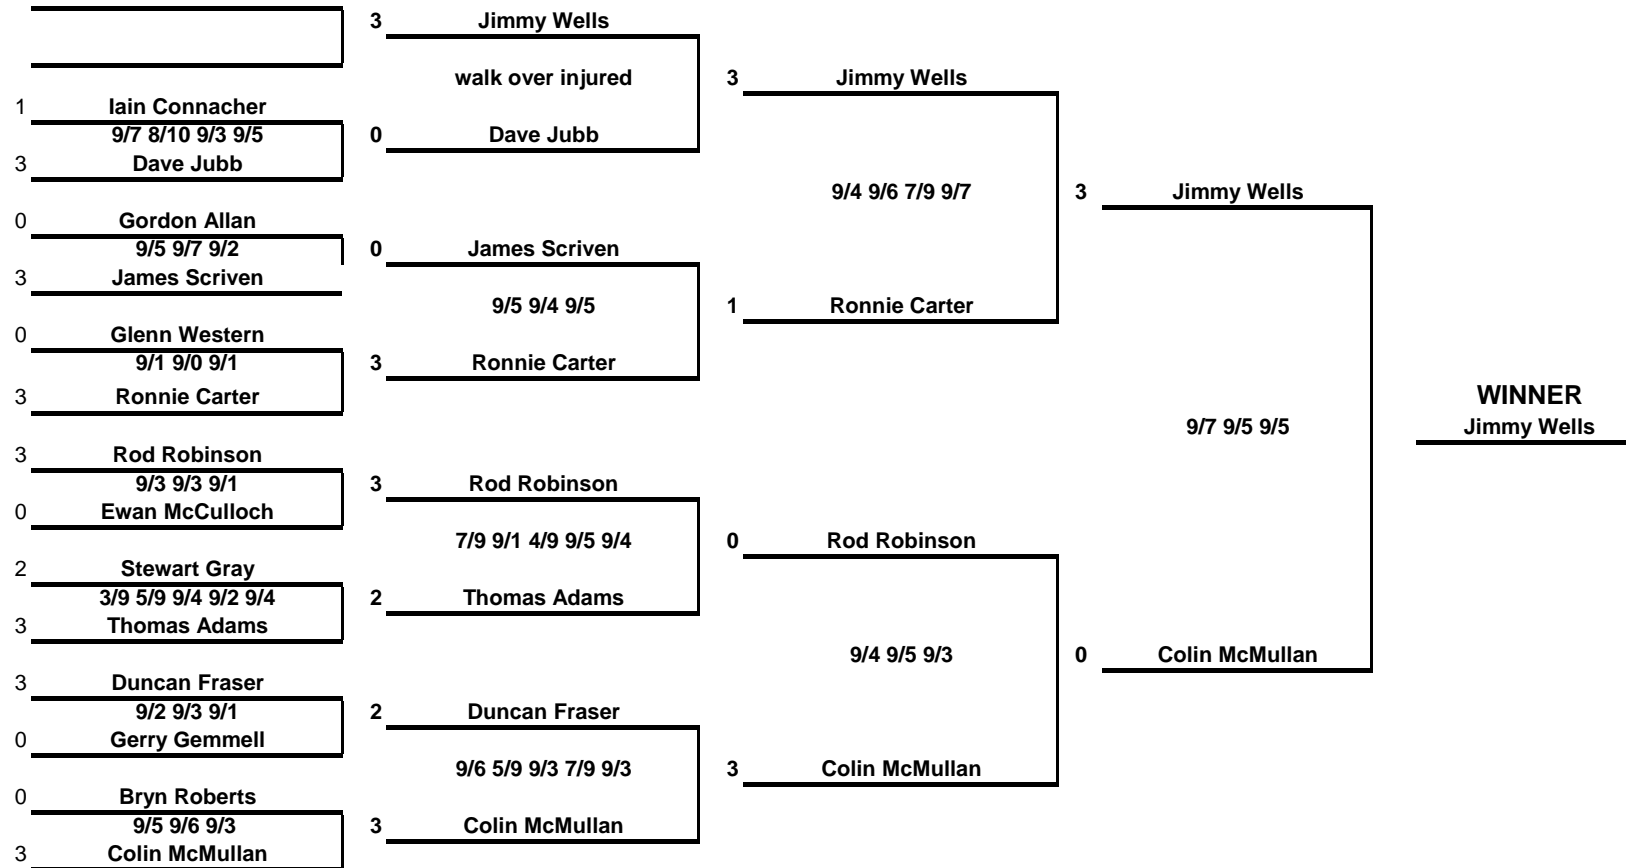 3 Jimmy Wells
walk over injured
3 Jimmy Wells
1 Iain Connacher
9/7 8/10 9/3 9/5
0 Dave Jubb
3 Dave Jubb
9/4 9/6 7/9 9/7
3 Jimmy Wells
0 Gordon Allan
9/5 9/7 9/2
0 James Scriven
3 James Scriven
9/5 9/4 9/5
1 Ronnie Carter
0 Glenn Western
9/1 9/0 9/1
3 Ronnie Carter
3 Ronnie Carter
WINNER
9/7 9/5 9/5
Jimmy Wells
3 Rod Robinson
9/3 9/3 9/1
3 Rod Robinson
0 Ewan McCulloch
7/9 9/1 4/9 9/5 9/4
0 Rod Robinson
2 Stewart Gray
3/9 5/9 9/4 9/2 9/4
2 Thomas Adams
3 Thomas Adams
9/4 9/5 9/3
0 Colin McMullan
3 Duncan Fraser
9/2 9/3 9/1
2 Duncan Fraser
0 Gerry Gemmell
9/6 5/9 9/3 7/9 9/3
3 Colin McMullan
0 Bryn Roberts
9/5 9/6 9/3
3 Colin McMullan
3 Colin McMullan